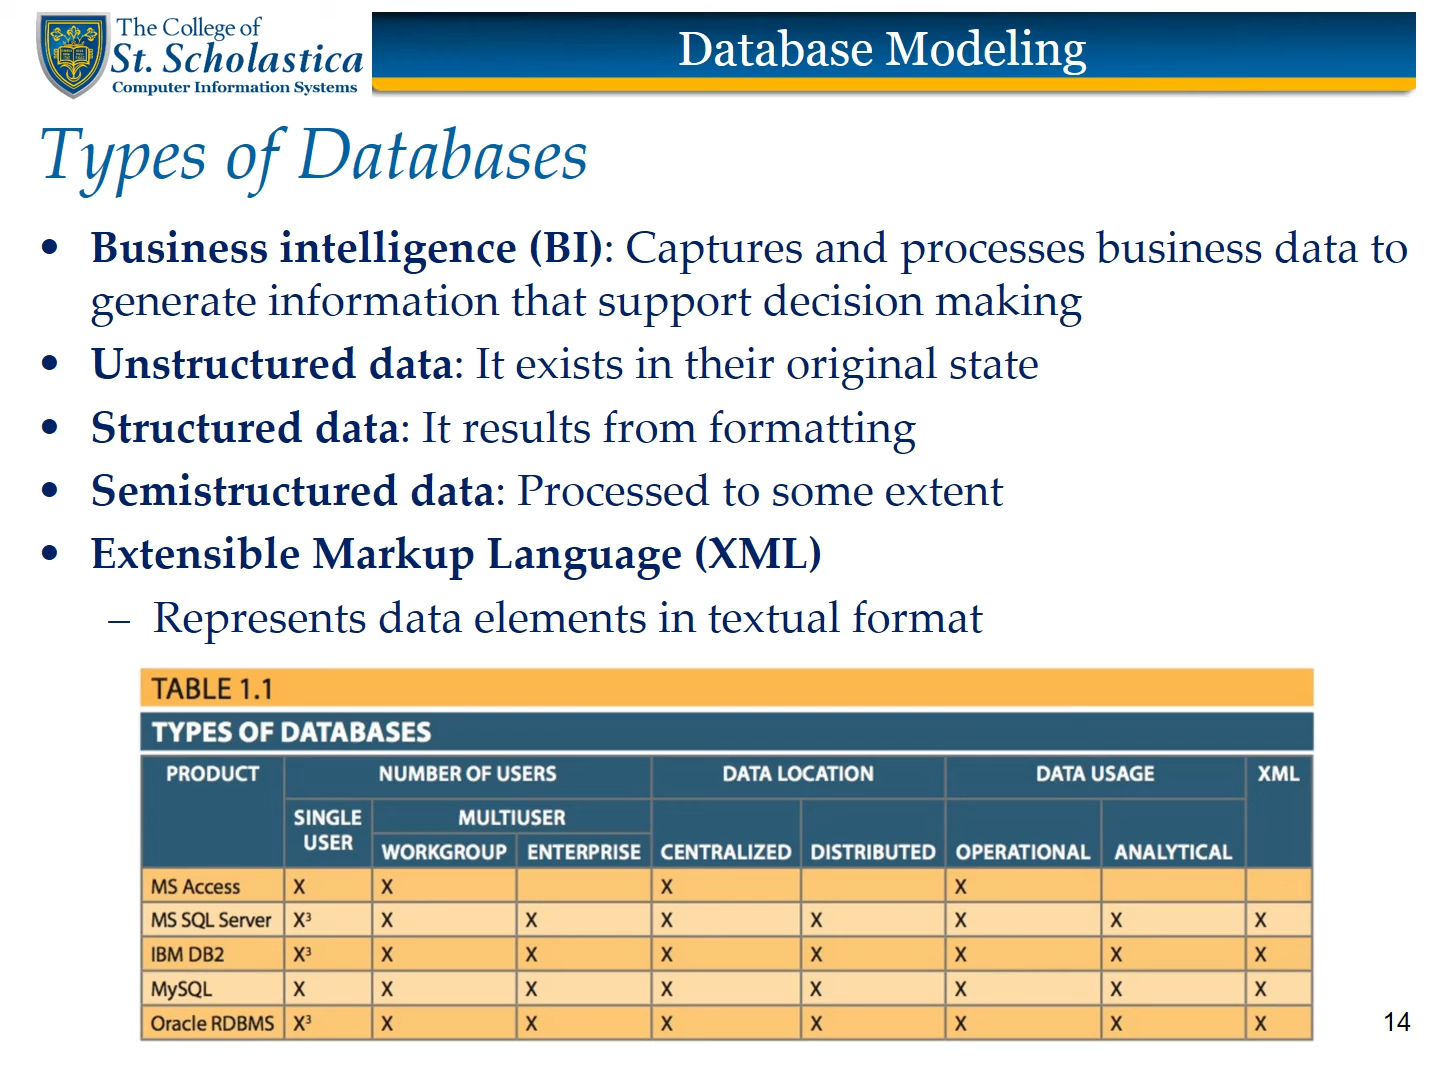 The College of
St. Scholastica
Computer Information Systems
Database Modeling
Types of Databases
• Business intelligence (BI): Captures and processes business data to
generate information that support decision making
• Unstructured data: It exists in their original state
• Structured data: It results from formatting
• Semistructured data: Processed to some extent
• Extensible Markup Language (XML)
– Represents data elements in textual format
TABLE 1.1
TYPES OF DATABASES
PRODUCT NUMBER OF USERS DATA LOCATION DATA USAGE XML
SINGLE USER MULTIUSER
WORKGROUP ENTERPRISE CENTRALIZED DISTRIBUTED OPERATIONAL ANALYTICAL
MS Access X X X X
MS SQL Server X³ X X X X X X X
IBM DB2 X³ X X X X X X X
MySQL X X X X X X X X
Oracle RDBMS X³ X X X X X X X
14